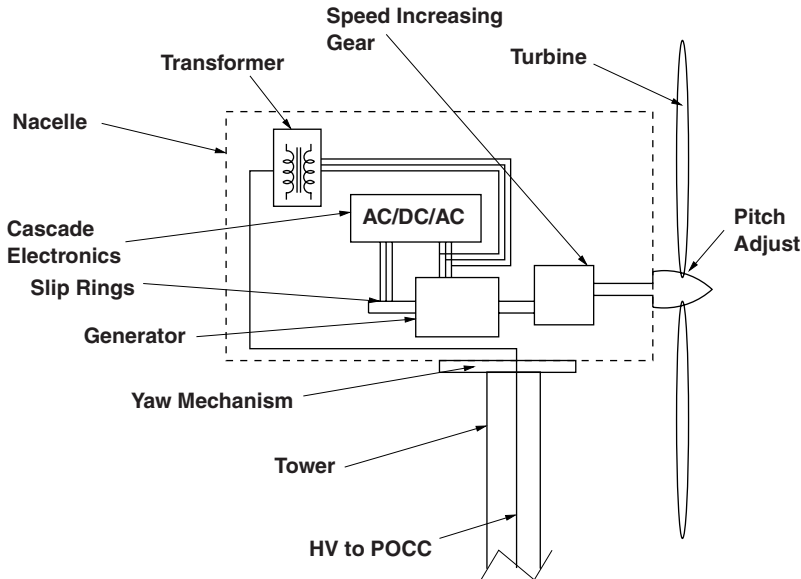 Speed Increasing
Gear
Turbine
Transformer
Nacelle
AC/DC/AC
Pitch
Adjust
Cascade
Electronics
Slip Rings
Generator
Yaw Mechanism
Tower
HV to POCC